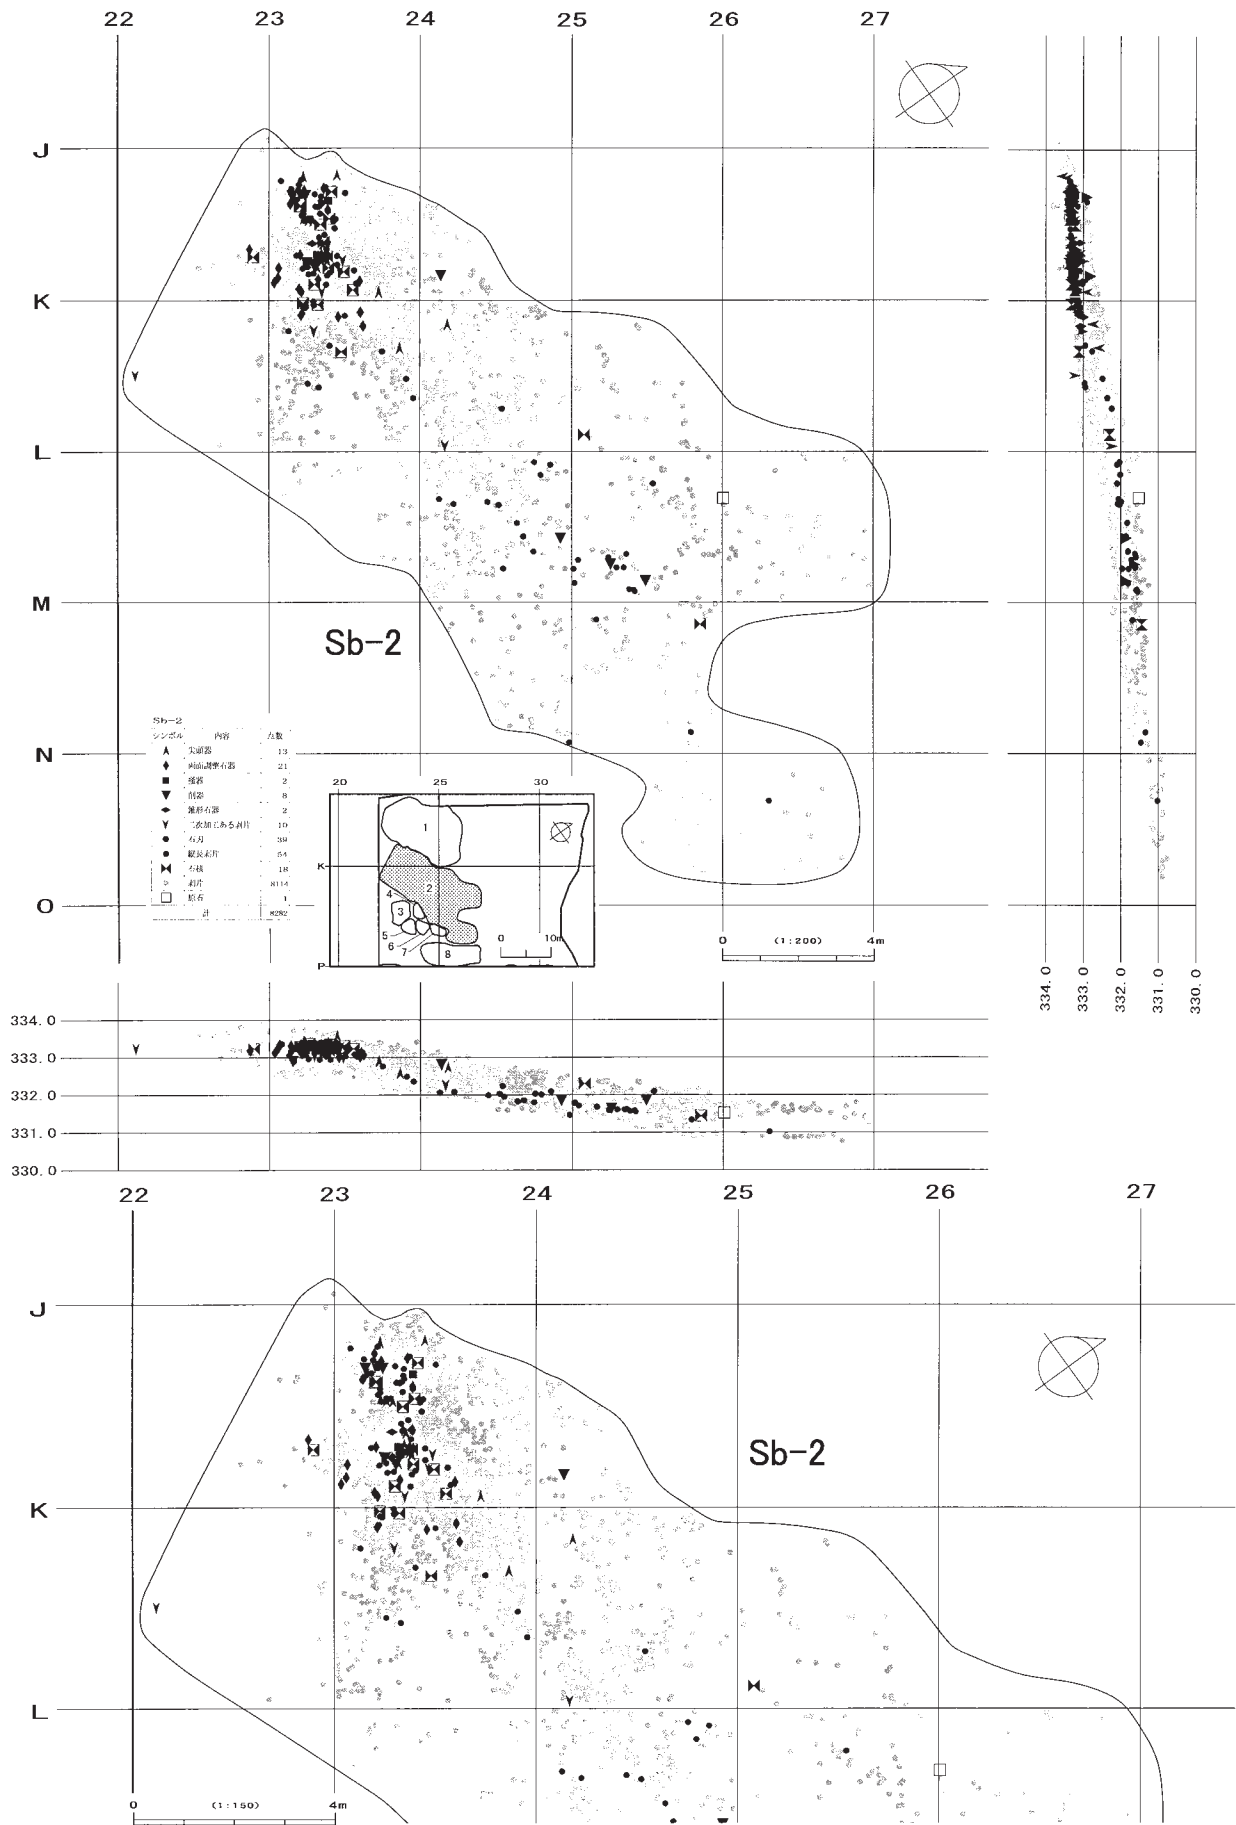 22 23 24 25 26 27
J
K
L
M
N
O
Sb-2
Sb-2
シンボル 内容 点数
尖頭器 13
両面調整石器 21
掻器 2
削器 8
錐形石器 2
二次加工ある剥片 10
石刃 39
縦長剥片 54
石核 18
剥片 8114
原石 1
計 8282
20 25 30
K
P
1
2
3
4
5
6
7
8
0 10m
0 (1:200) 4m
334.0 333.0 332.0 331.0 330.0
334.0
333.0
332.0
331.0
330.0
22 23 24 25 26 27
J
K
L
Sb-2
0 (1:150) 4m